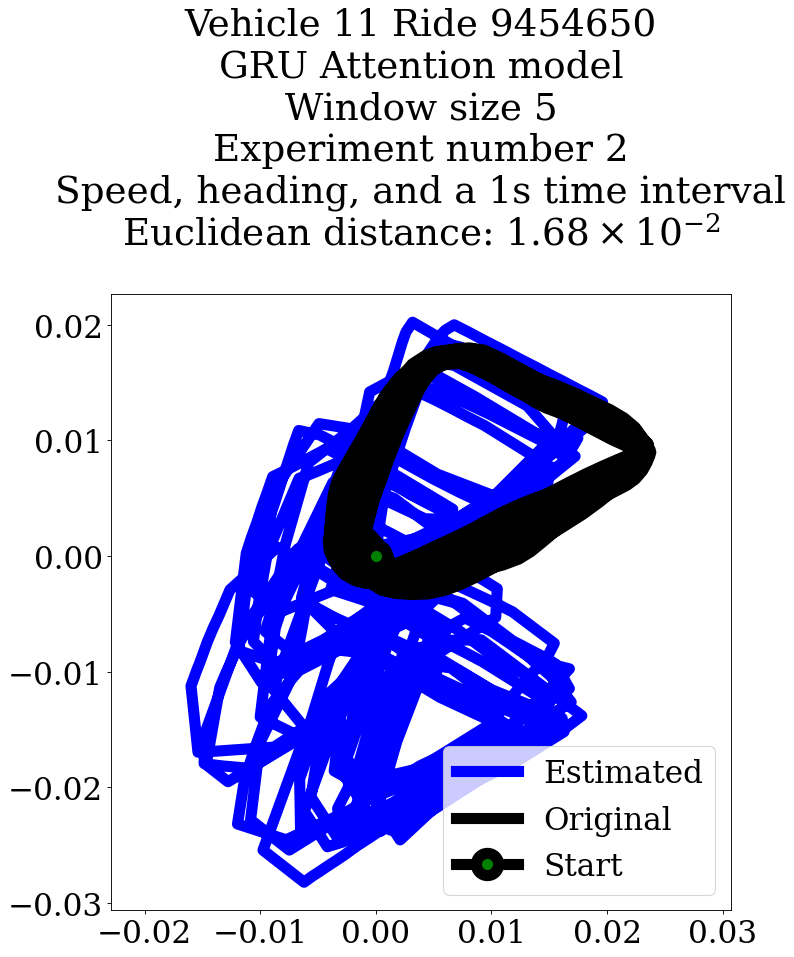 Vehicle 11 Ride 9454650
GRU Attention model
Window size 5
Experiment number 2
Speed, heading, and a 1s time interval
Euclidean distance: 1.68 × 10⁻²
0.02
0.01
0.00
−0.01
−0.02
−0.03
Estimated
Original
Start
−0.02 −0.01 0.00 0.01 0.02 0.03